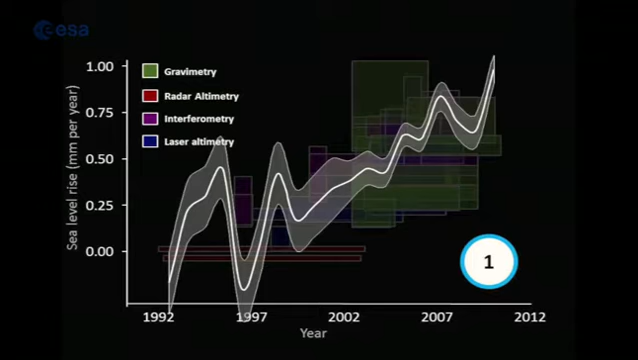 esa
1.00
0.75
0.50
0.25
0.00
Sea level rise (mm per year)
Gravimetry
Radar Altimetry
Interferometry
Laser altimetry
1
1992
1997
2002
2007
2012
Year